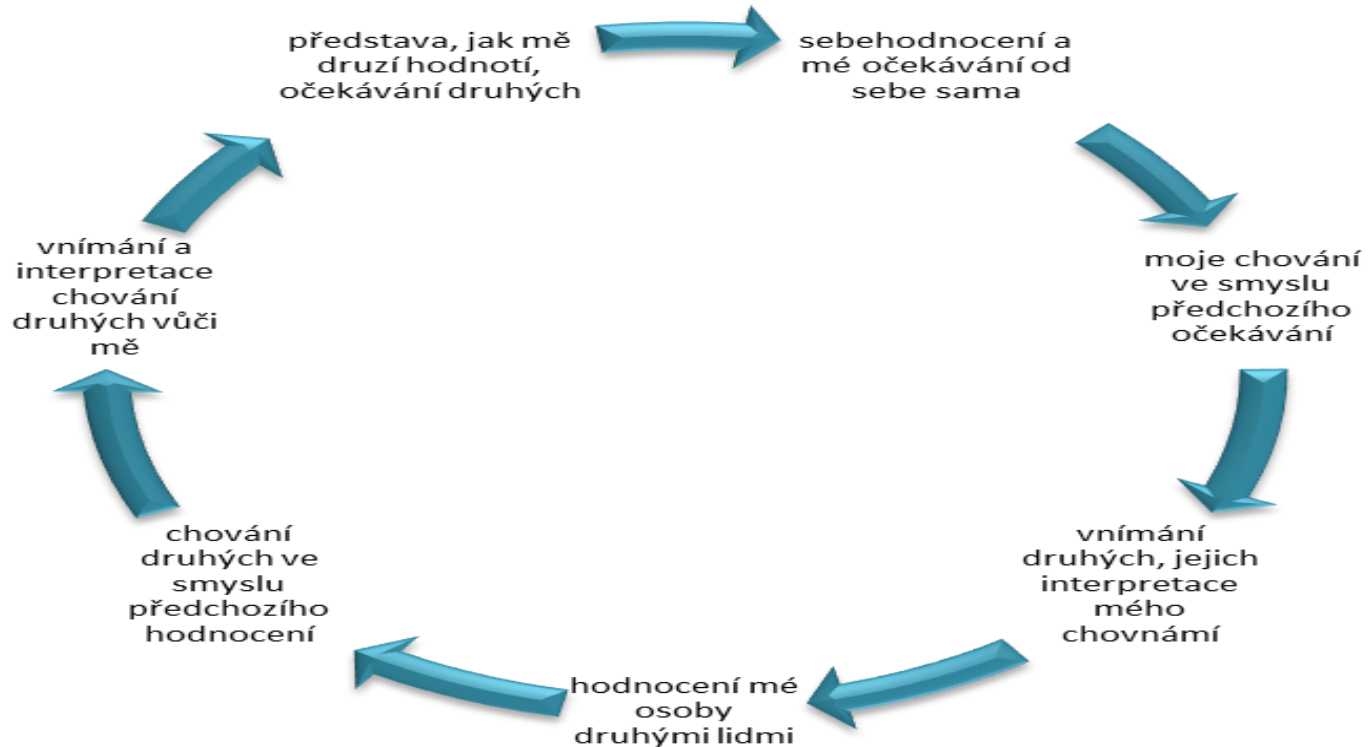 představa, jak mě
druzí hodnotí,
očekávání druhých
sebehodnocení a
mé očekávání od
sebe sama
moje chování
ve smyslu
předchozího
očekávání
vnímání
druhých, jejich
interpretace
mého
chovnámí
hodnocení mé
osoby
druhými lidmi
chování
druhých ve
smyslu
předchozího
hodnocení
vnímání a
interpretace
chování
druhých vůči
mě